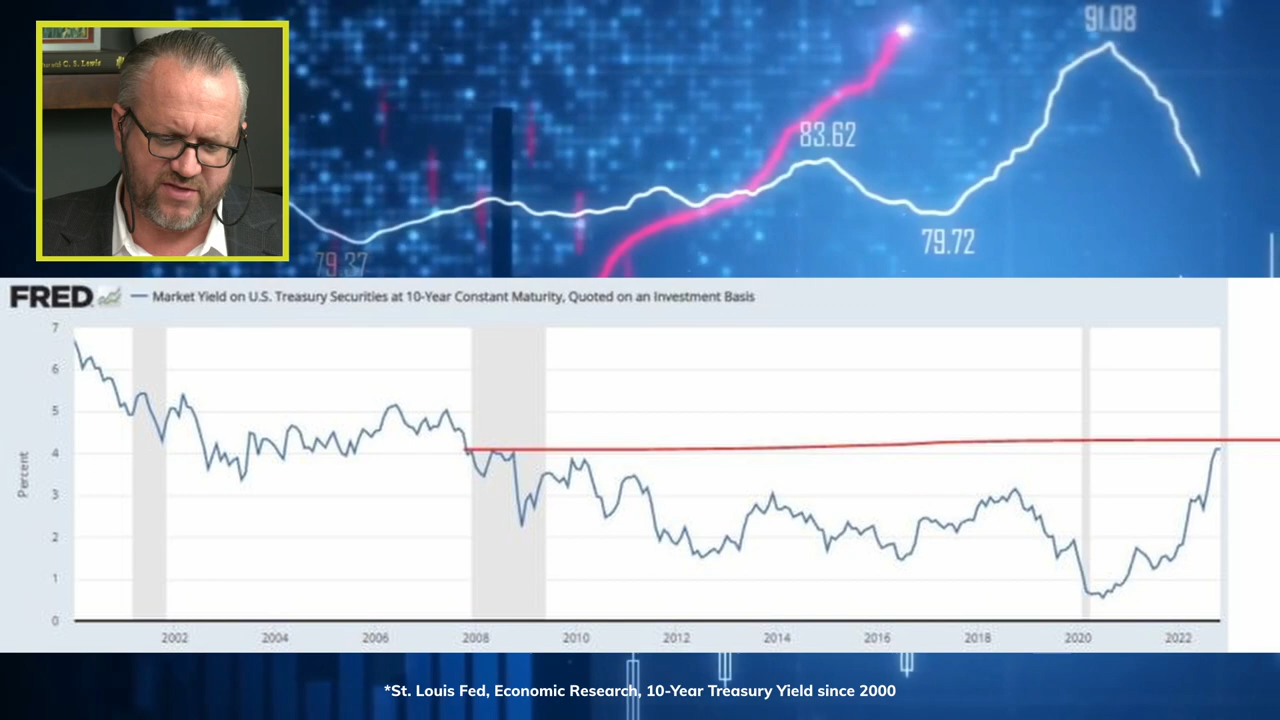 C. S. Lewis
91.08
83.62
79.72
79.37
FRED
Market Yield on U.S. Treasury Securities at 10-Year Constant Maturity, Quoted on an Investment Basis
7
6
5
4
3
2
1
0
Percent
2002 2004 2006 2008 2010 2012 2014 2016 2018 2020 2022
*St. Louis Fed, Economic Research, 10-Year Treasury Yield since 2000